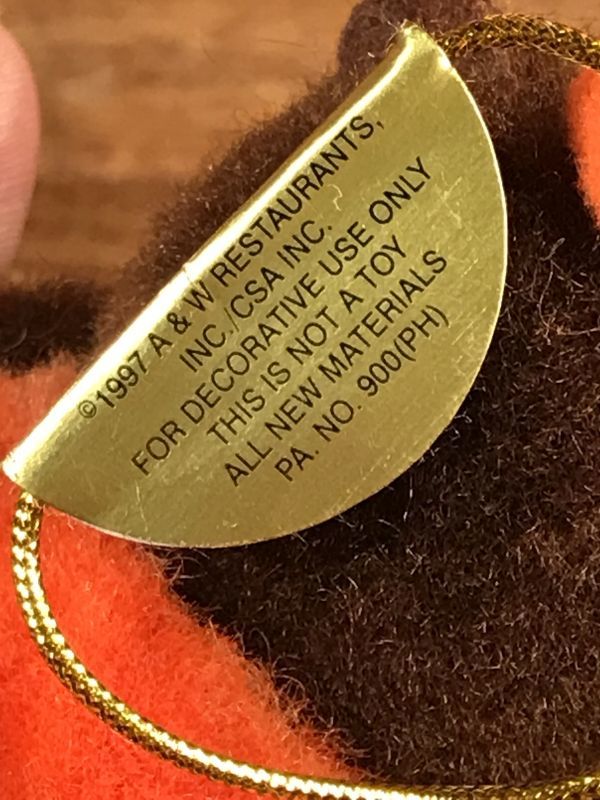 ©1997 A & W RESTAURANTS,
INC./CSA INC.
FOR DECORATIVE USE ONLY
THIS IS NOT A TOY
ALL NEW MATERIALS
PA. NO. 900(PH)